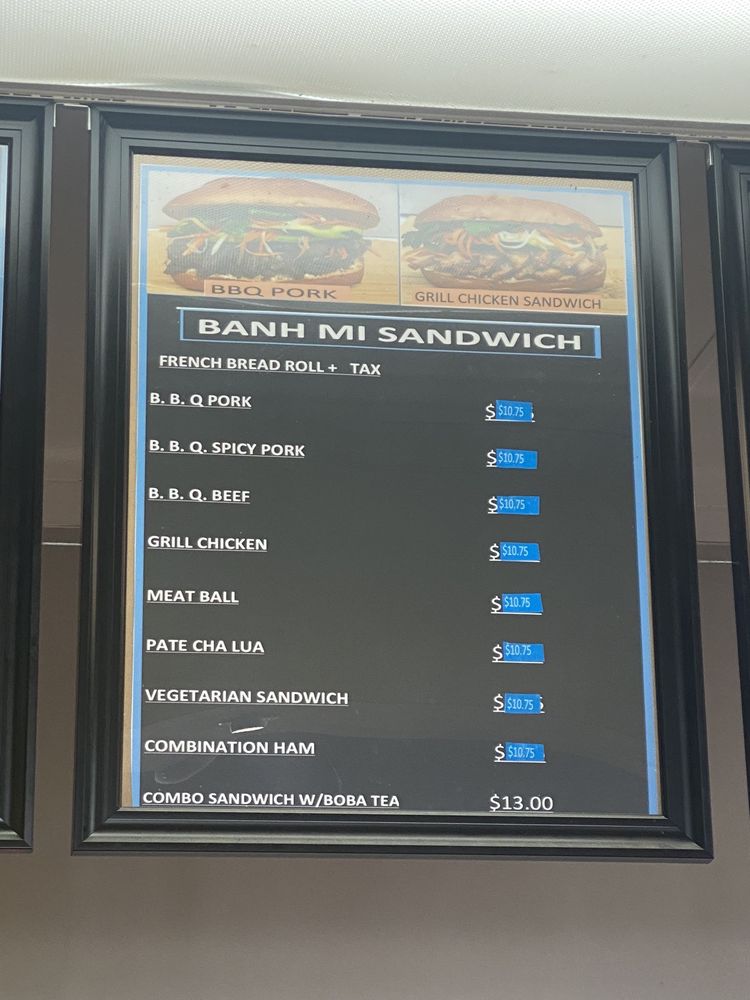 BBQ PORK
GRILL CHICKEN SANDWICH
BANH MI SANDWICH
FRENCH BREAD ROLL + TAX
B. B. Q PORK $ $10.75
B. B. Q. SPICY PORK $ $10.75
B. B. Q. BEEF $ $10.75
GRILL CHICKEN $ $10.75
MEAT BALL $ $10.75
PATE CHA LUA $ $10.75
VEGETARIAN SANDWICH $ $10.75
COMBINATION HAM $ $10.75
COMBO SANDWICH W/BOBA TEA $13.00